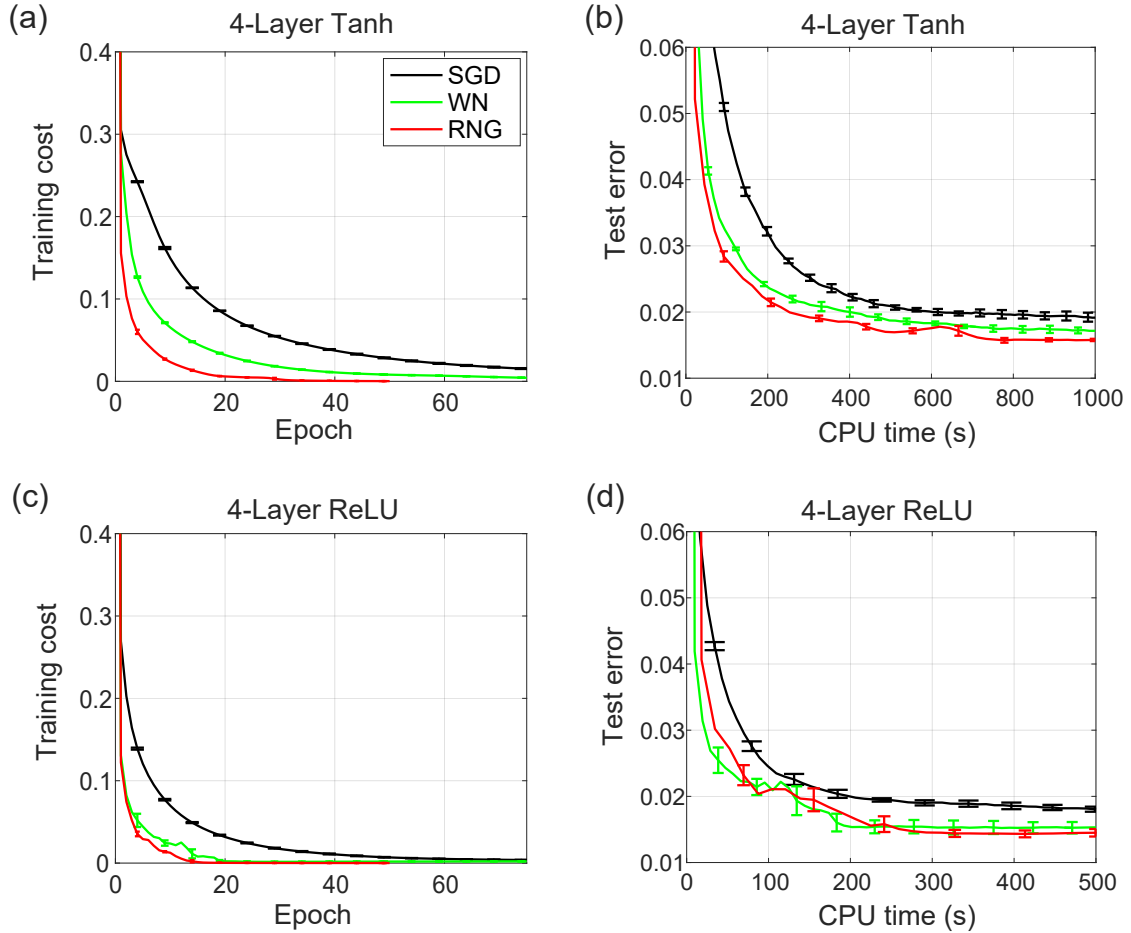 (a)
4-Layer Tanh
0.4
0.3
0.2
0.1
0
Training cost
0
20
40
60
Epoch
SGD
WN
RNG
(b)
4-Layer Tanh
0.06
0.05
0.04
0.03
0.02
0.01
Test error
0
200
400
600
800
1000
CPU time (s)
(c)
4-Layer ReLU
0.4
0.3
0.2
0.1
0
Training cost
0
20
40
60
Epoch
(d)
4-Layer ReLU
0.06
0.05
0.04
0.03
0.02
0.01
Test error
0
100
200
300
400
500
CPU time (s)